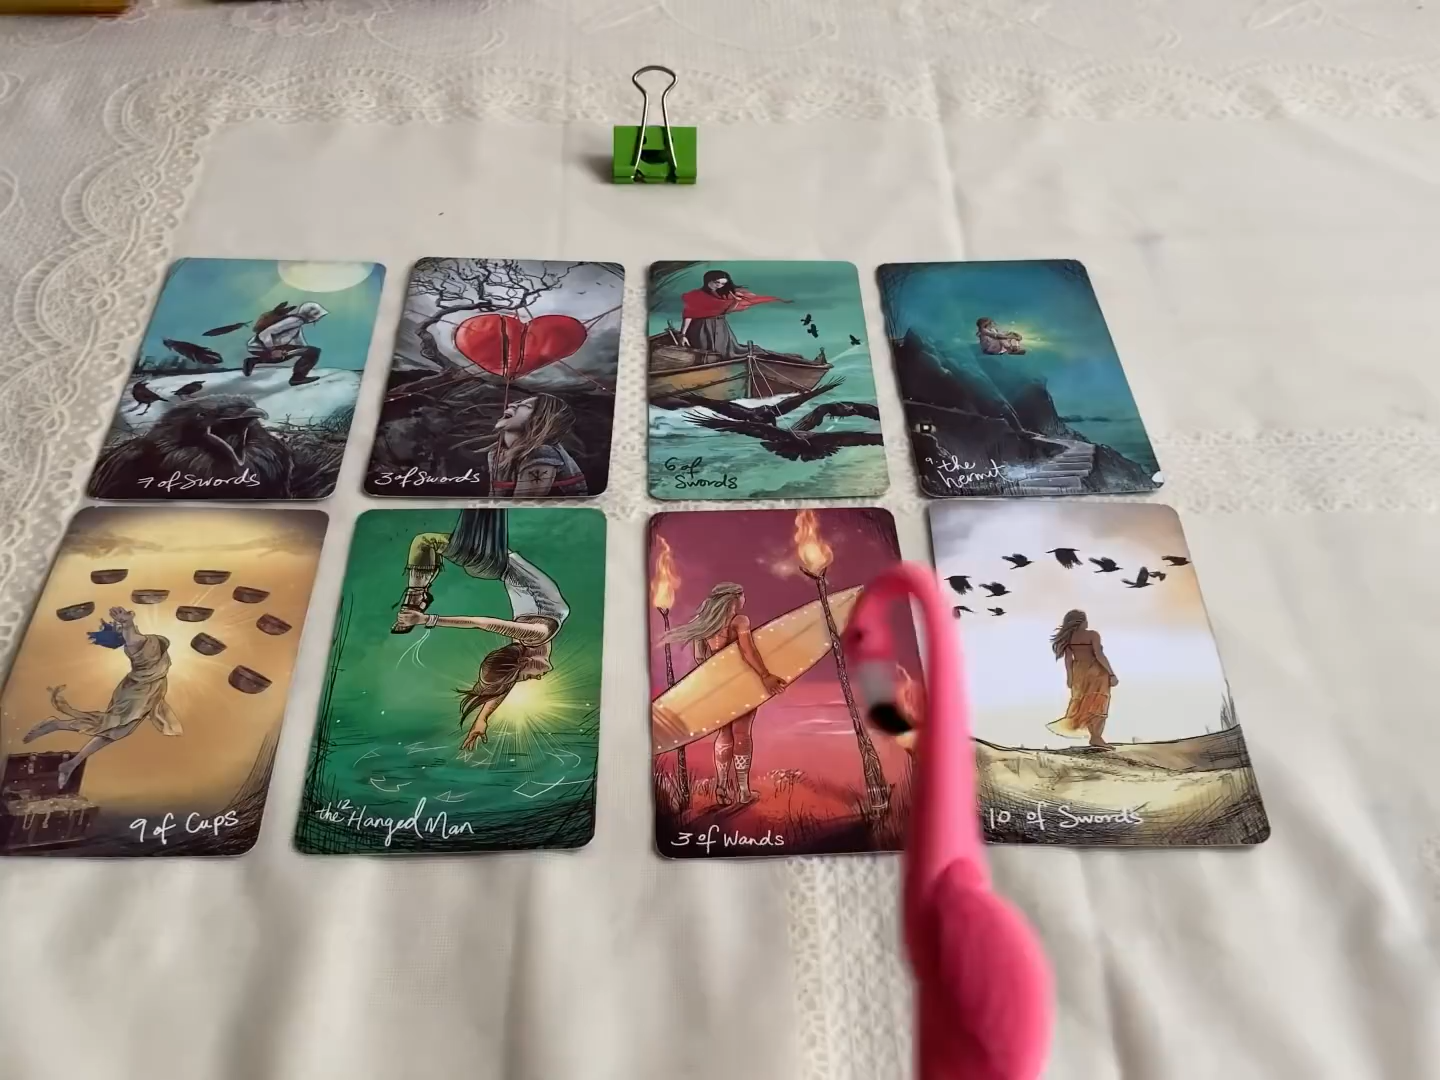 7 of Swords
3 of Swords
6 of
Swords
9. the
hermit
9 of Cups
the 12 Hanged Man
3 of Wands
10 of Swords